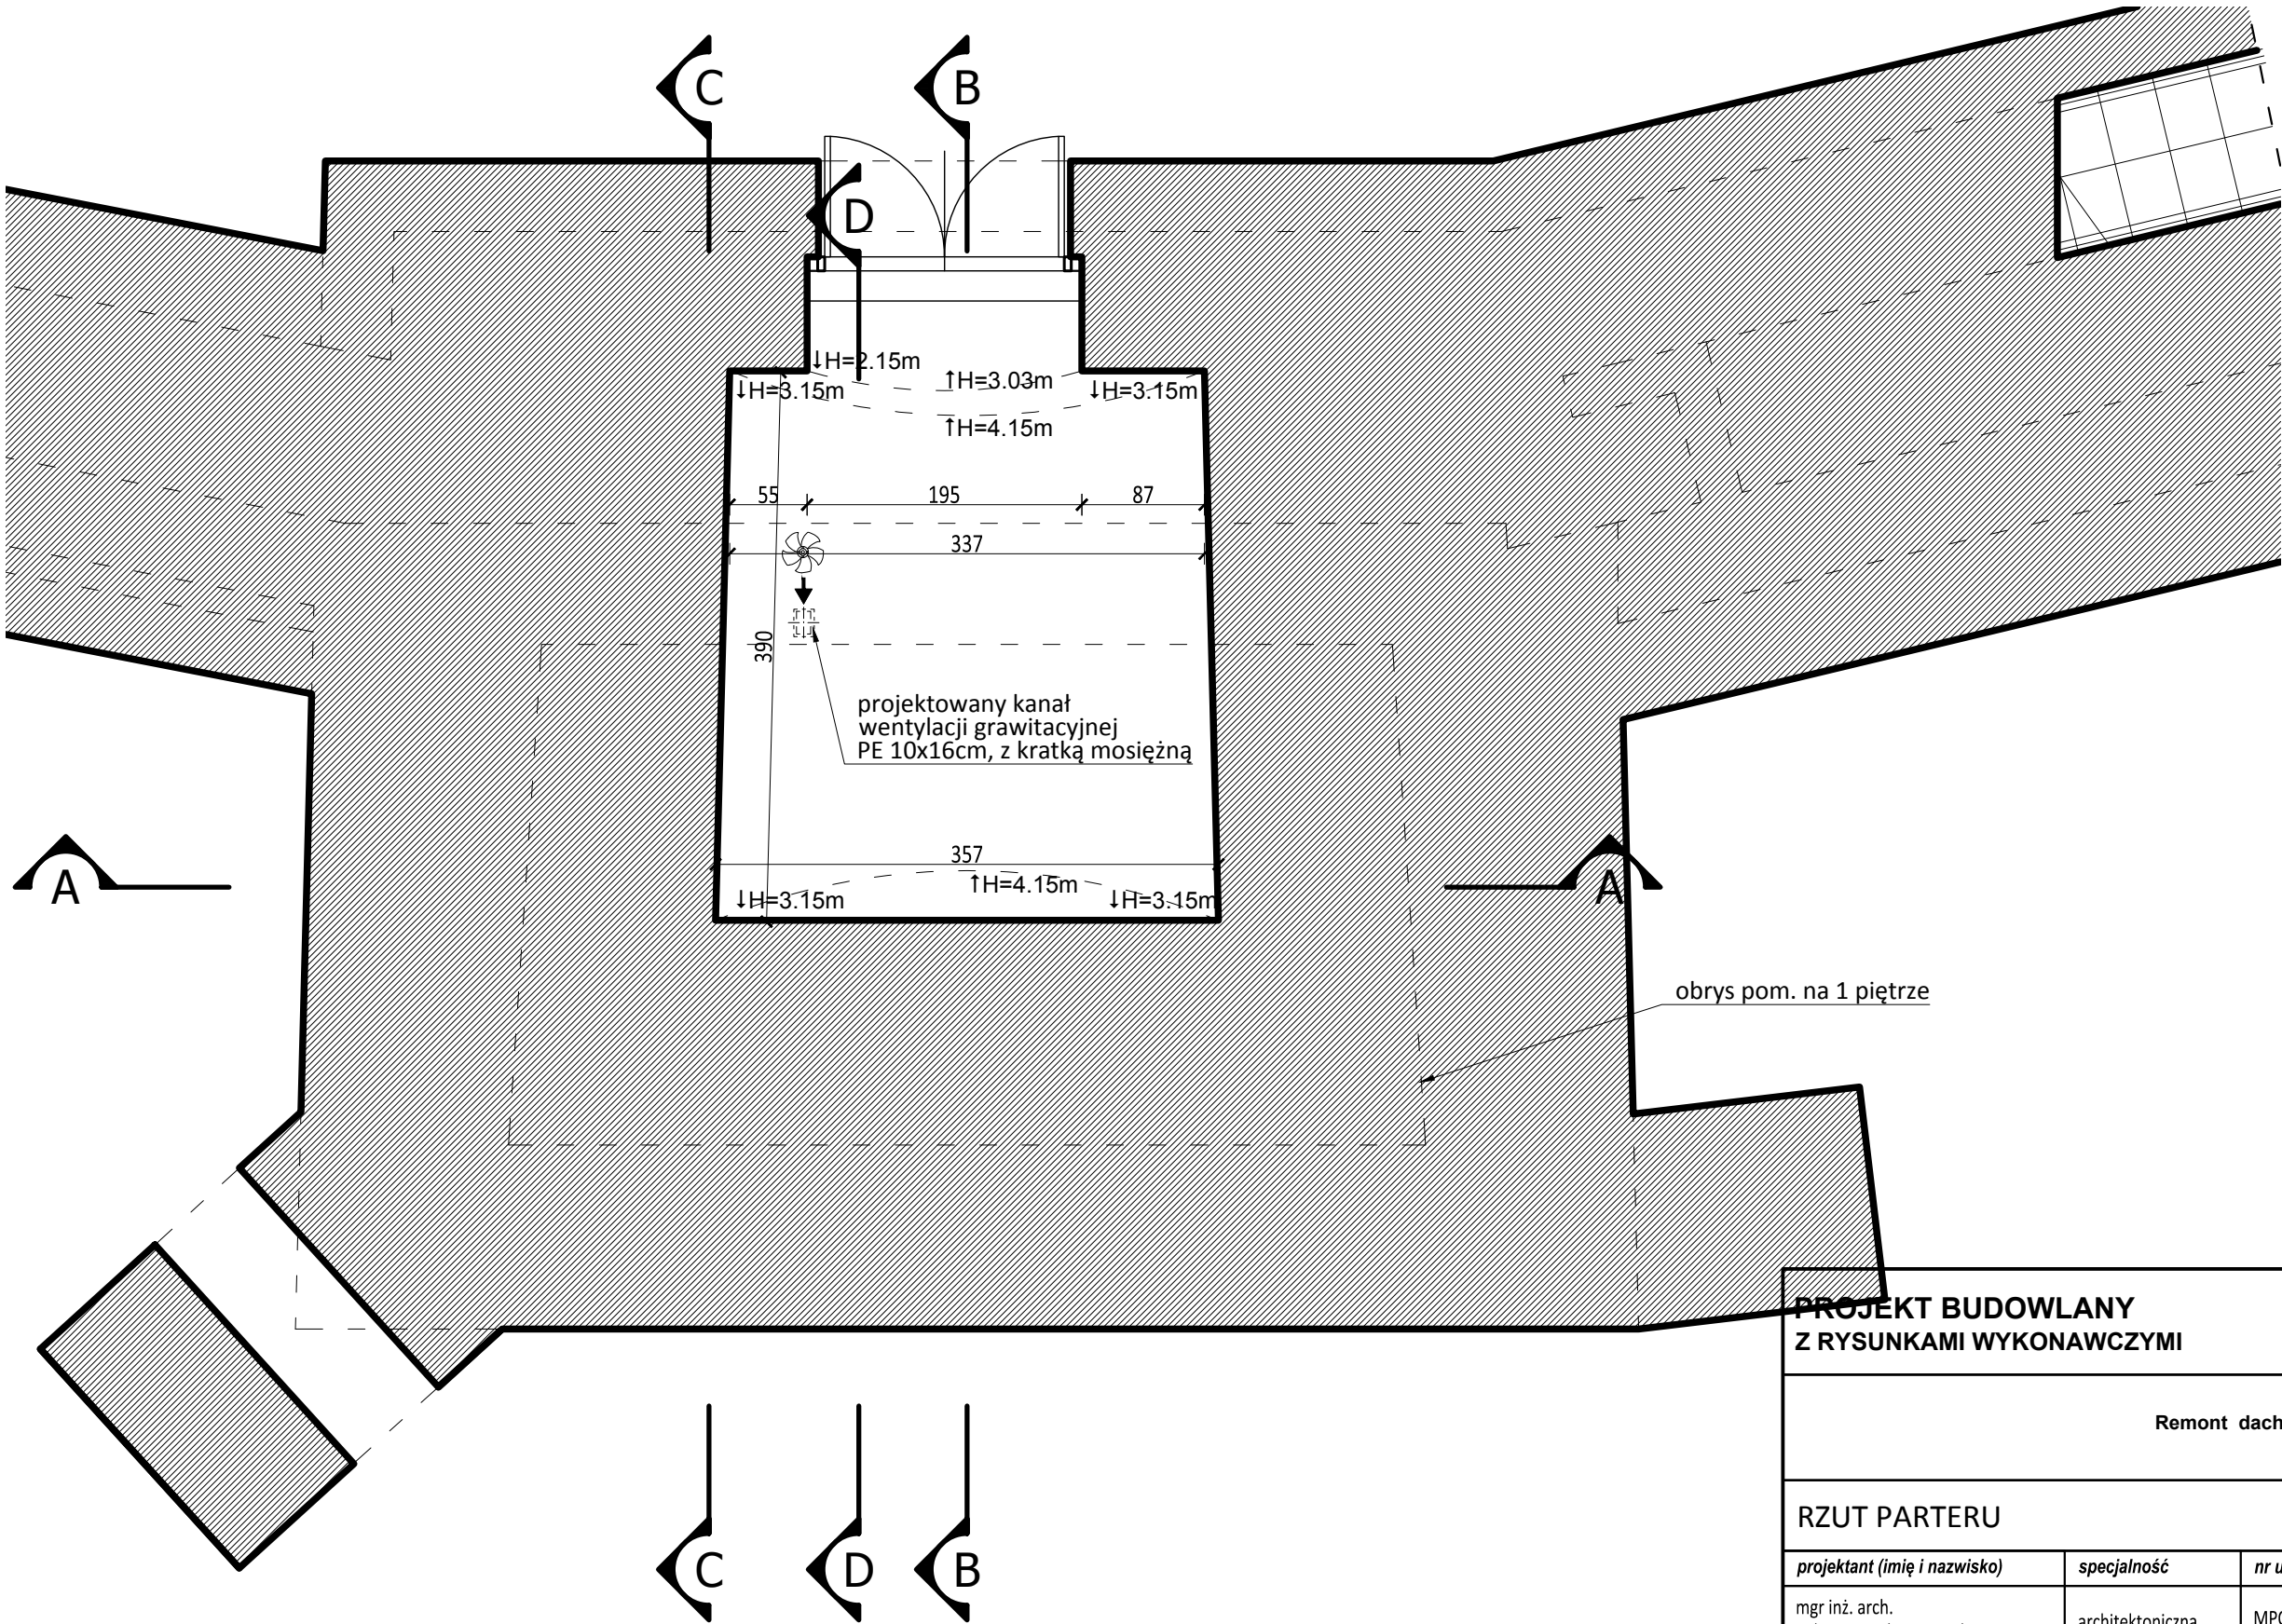 C
B
D
↓H=2.15m
↑H=3.03m
↓H=3.15m
↓H=3.15m
↑H=4.15m
55
195
87
337
390
projektowany kanał
wentylacji grawitacyjnej
PE 10x16cm, z kratką mosiężną
357
↓H=3.15m
↑H=4.15m
↓H=3.15m
A
A
obrys pom. na 1 piętrze
C
D
B
PROJEKT BUDOWLANY
Z RYSUNKAMI WYKONAWCZYMI
Remont dach
RZUT PARTERU
projektant (imię i nazwisko)
specjalność
nr u
mgr inż. arch.
architektoniczna